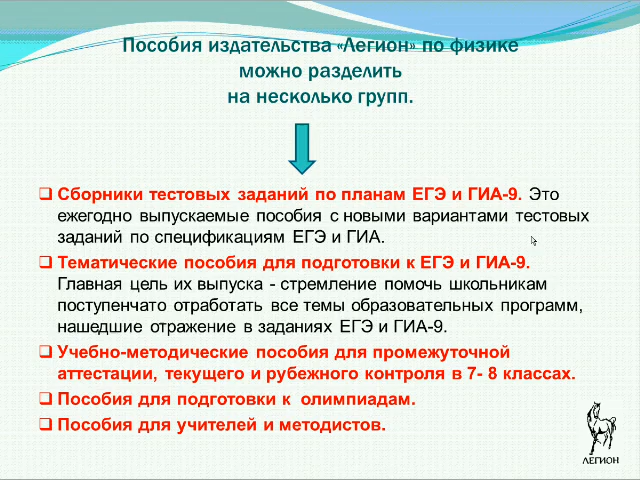 Пособия издательства «Легион» по физике
можно разделить
на несколько групп.
Сборники тестовых заданий по планам ЕГЭ и ГИА-9. Это
ежегодно выпускаемые пособия с новыми вариантами тестовых
заданий по спецификациям ЕГЭ и ГИА.
Тематические пособия для подготовки к ЕГЭ и ГИА-9.
Главная цель их выпуска - стремление помочь школьникам
поступенчато отработать все темы образовательных программ,
нашедшие отражение в заданиях ЕГЭ и ГИА-9.
Учебно-методические пособия для промежуточной
аттестации, текущего и рубежного контроля в 7- 8 классах.
Пособия для подготовки к олимпиадам.
Пособия для учителей и методистов.
ЛЕГИОН